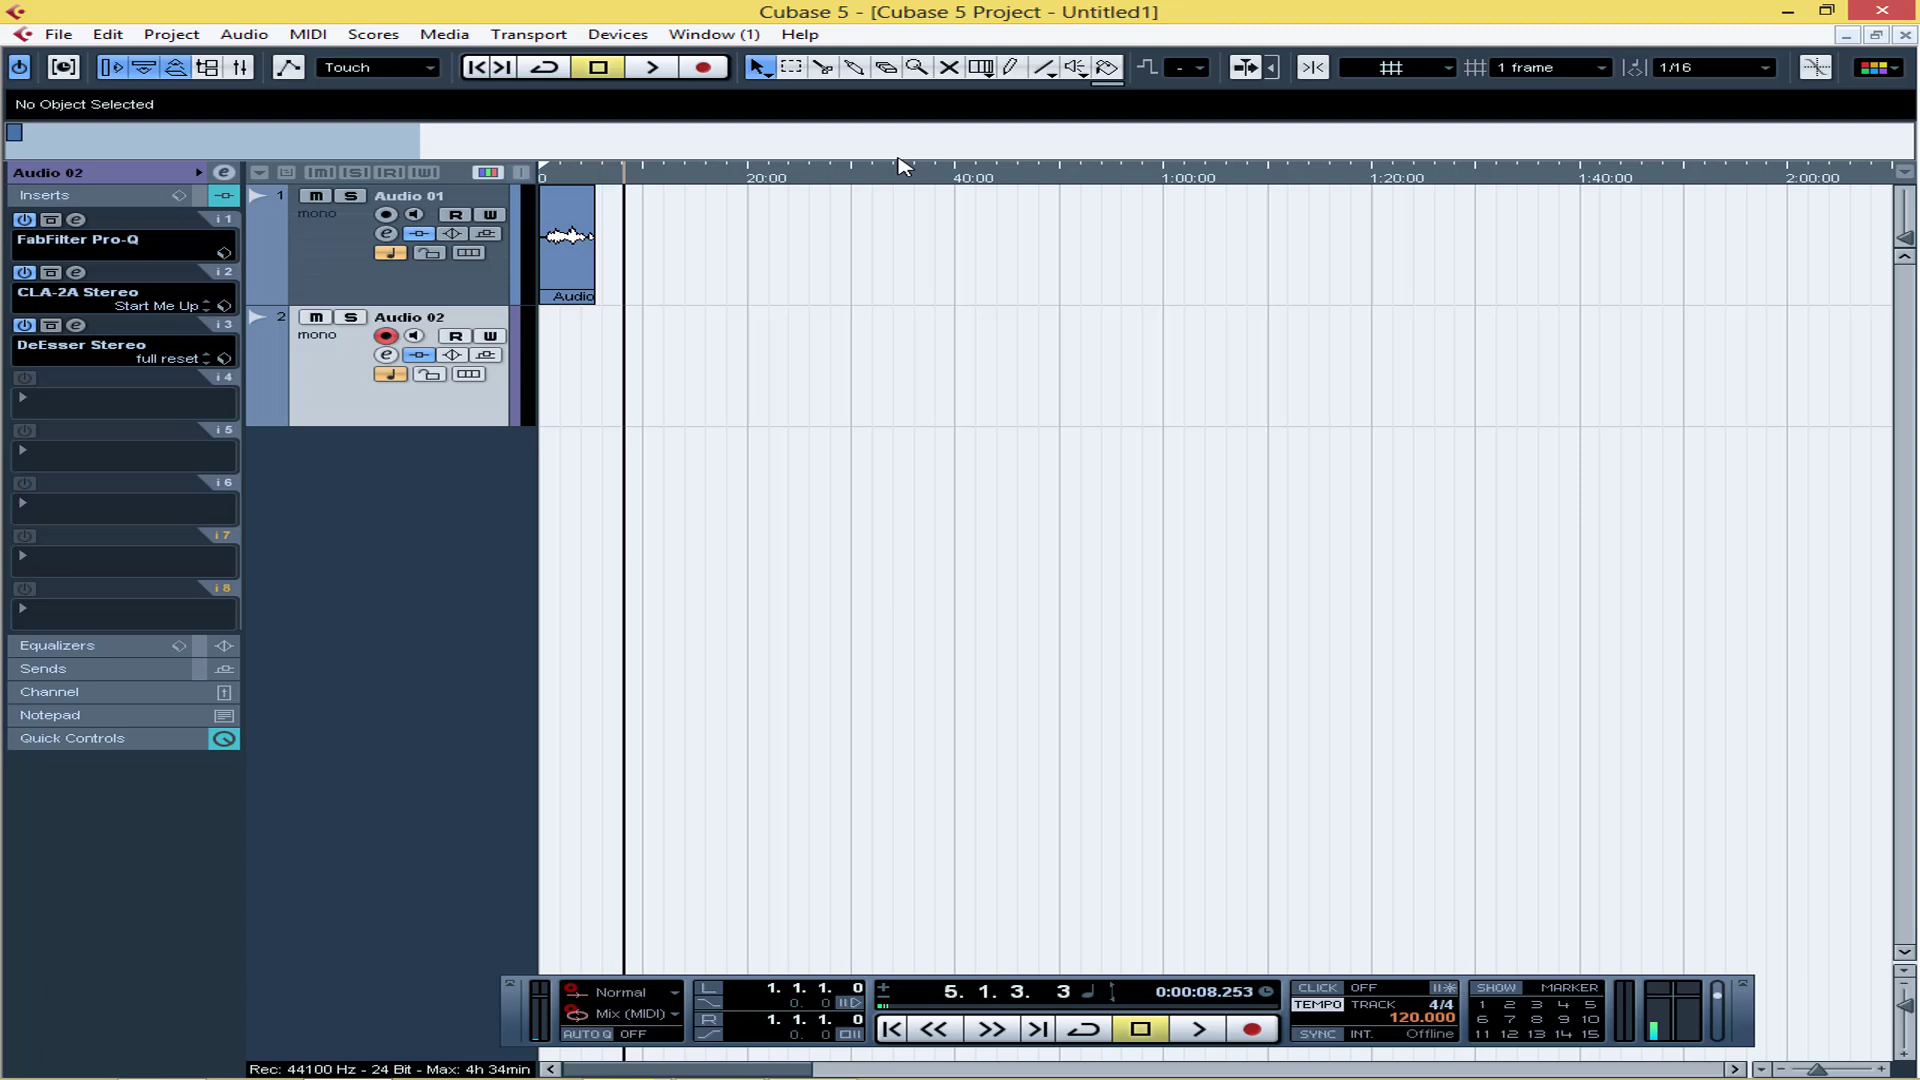 Cubase 5 - [Cubase 5 Project - Untitled1]
File Edit Project Audio MIDI Scores Media Transport Devices Window (1) Help
Touch - 1 frame 1/16
No Object Selected
Audio 02 e [M] [S] [R] [W]
0 20:00 40:00 1:00:00 1:20:00 1:40:00 2:00:00
Inserts
1 m S Audio 01
mono R W
e
Audio
i 1
FabFilter Pro-Q
i 2
CLA-2A Stereo
Start Me Up
i 3
DeEsser Stereo
full reset
2 m S Audio 02
mono R W
e
i 4
i 5
i 6
i 7
i 8
Equalizers
Sends
Channel
Notepad
Quick Controls
Normal
Mix (MIDI)
AUTO Q OFF
L 1. 1. 1. 0
0. 0
R 1. 1. 1. 0
0. 0
5. 1. 3. 3 0:00:08.253
CLICK OFF
TEMPO TRACK 4/4
120.000
SYNC INT. Offline
SHOW MARKER
1 2 3 4 5
6 7 8 9 10
11 12 13 14 15
Rec: 44100 Hz - 24 Bit - Max: 4h 34min